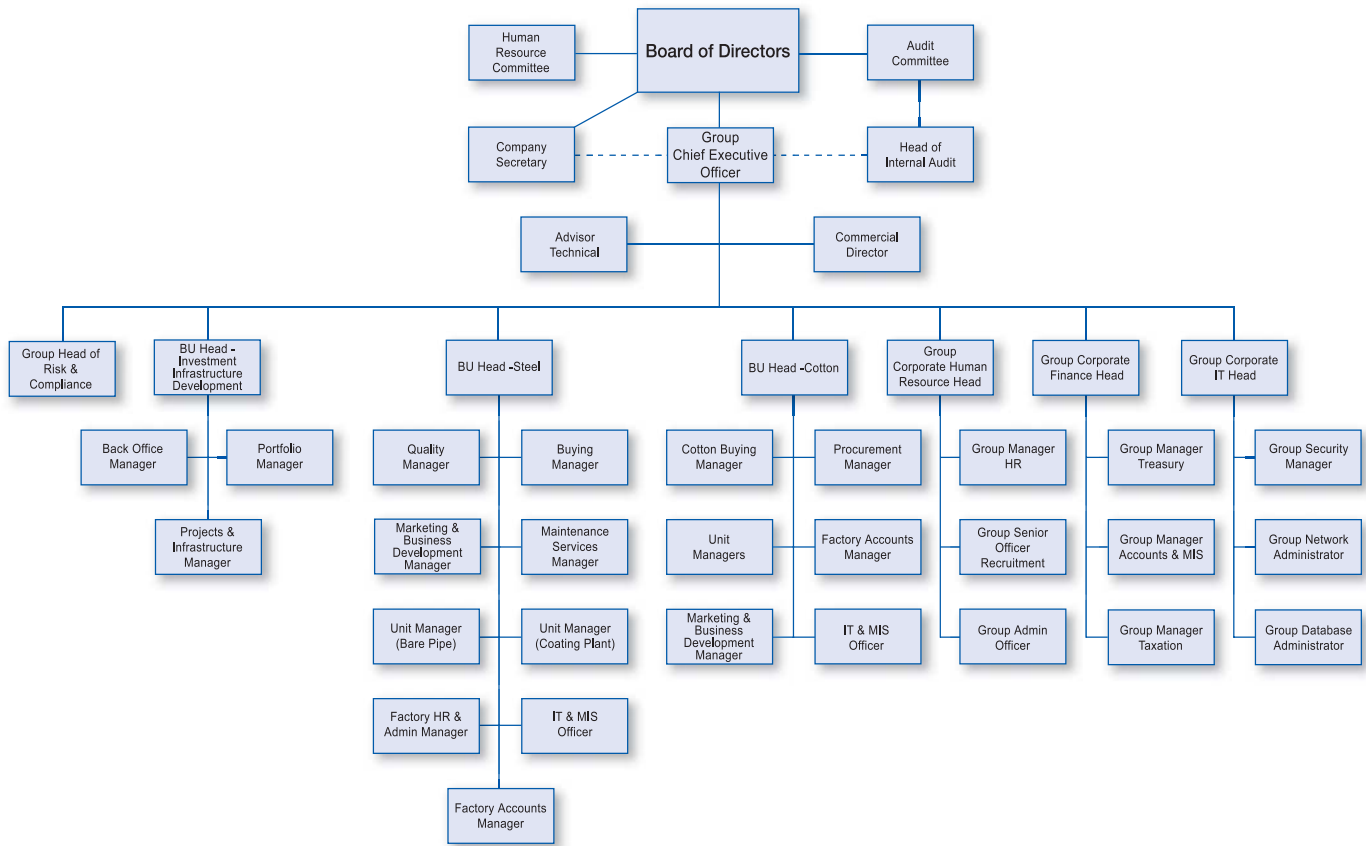 Human
Resource
Committee
Board of Directors
Audit
Committee
Company
Secretary
Group
Chief Executive
Officer
Head of
Internal Audit
Advisor
Technical
Commercial
Director
Group Head of
Risk &
Compliance
BU Head -
Investment
Infrastructure
Development
BU Head -Steel
BU Head -Cotton
Group
Corporate Human
Resource Head
Group Corporate
Finance Head
Group Corporate
IT Head
Back Office
Manager
Portfolio
Manager
Quality
Manager
Buying
Manager
Cotton Buying
Manager
Procurement
Manager
Group Manager
HR
Group Manager
Treasury
Group Security
Manager
Projects &
Infrastructure
Manager
Marketing &
Business
Development
Manager
Maintenance
Services
Manager
Unit
Managers
Factory Accounts
Manager
Group Senior
Officer
Recruitment
Group Manager
Accounts & MIS
Group Network
Administrator
Unit Manager
(Bare Pipe)
Unit Manager
(Coating Plant)
Marketing &
Business
Development
Manager
IT & MIS
Officer
Group Admin
Officer
Group Manager
Taxation
Group Database
Administrator
Factory HR &
Admin Manager
IT & MIS
Officer
Factory Accounts
Manager